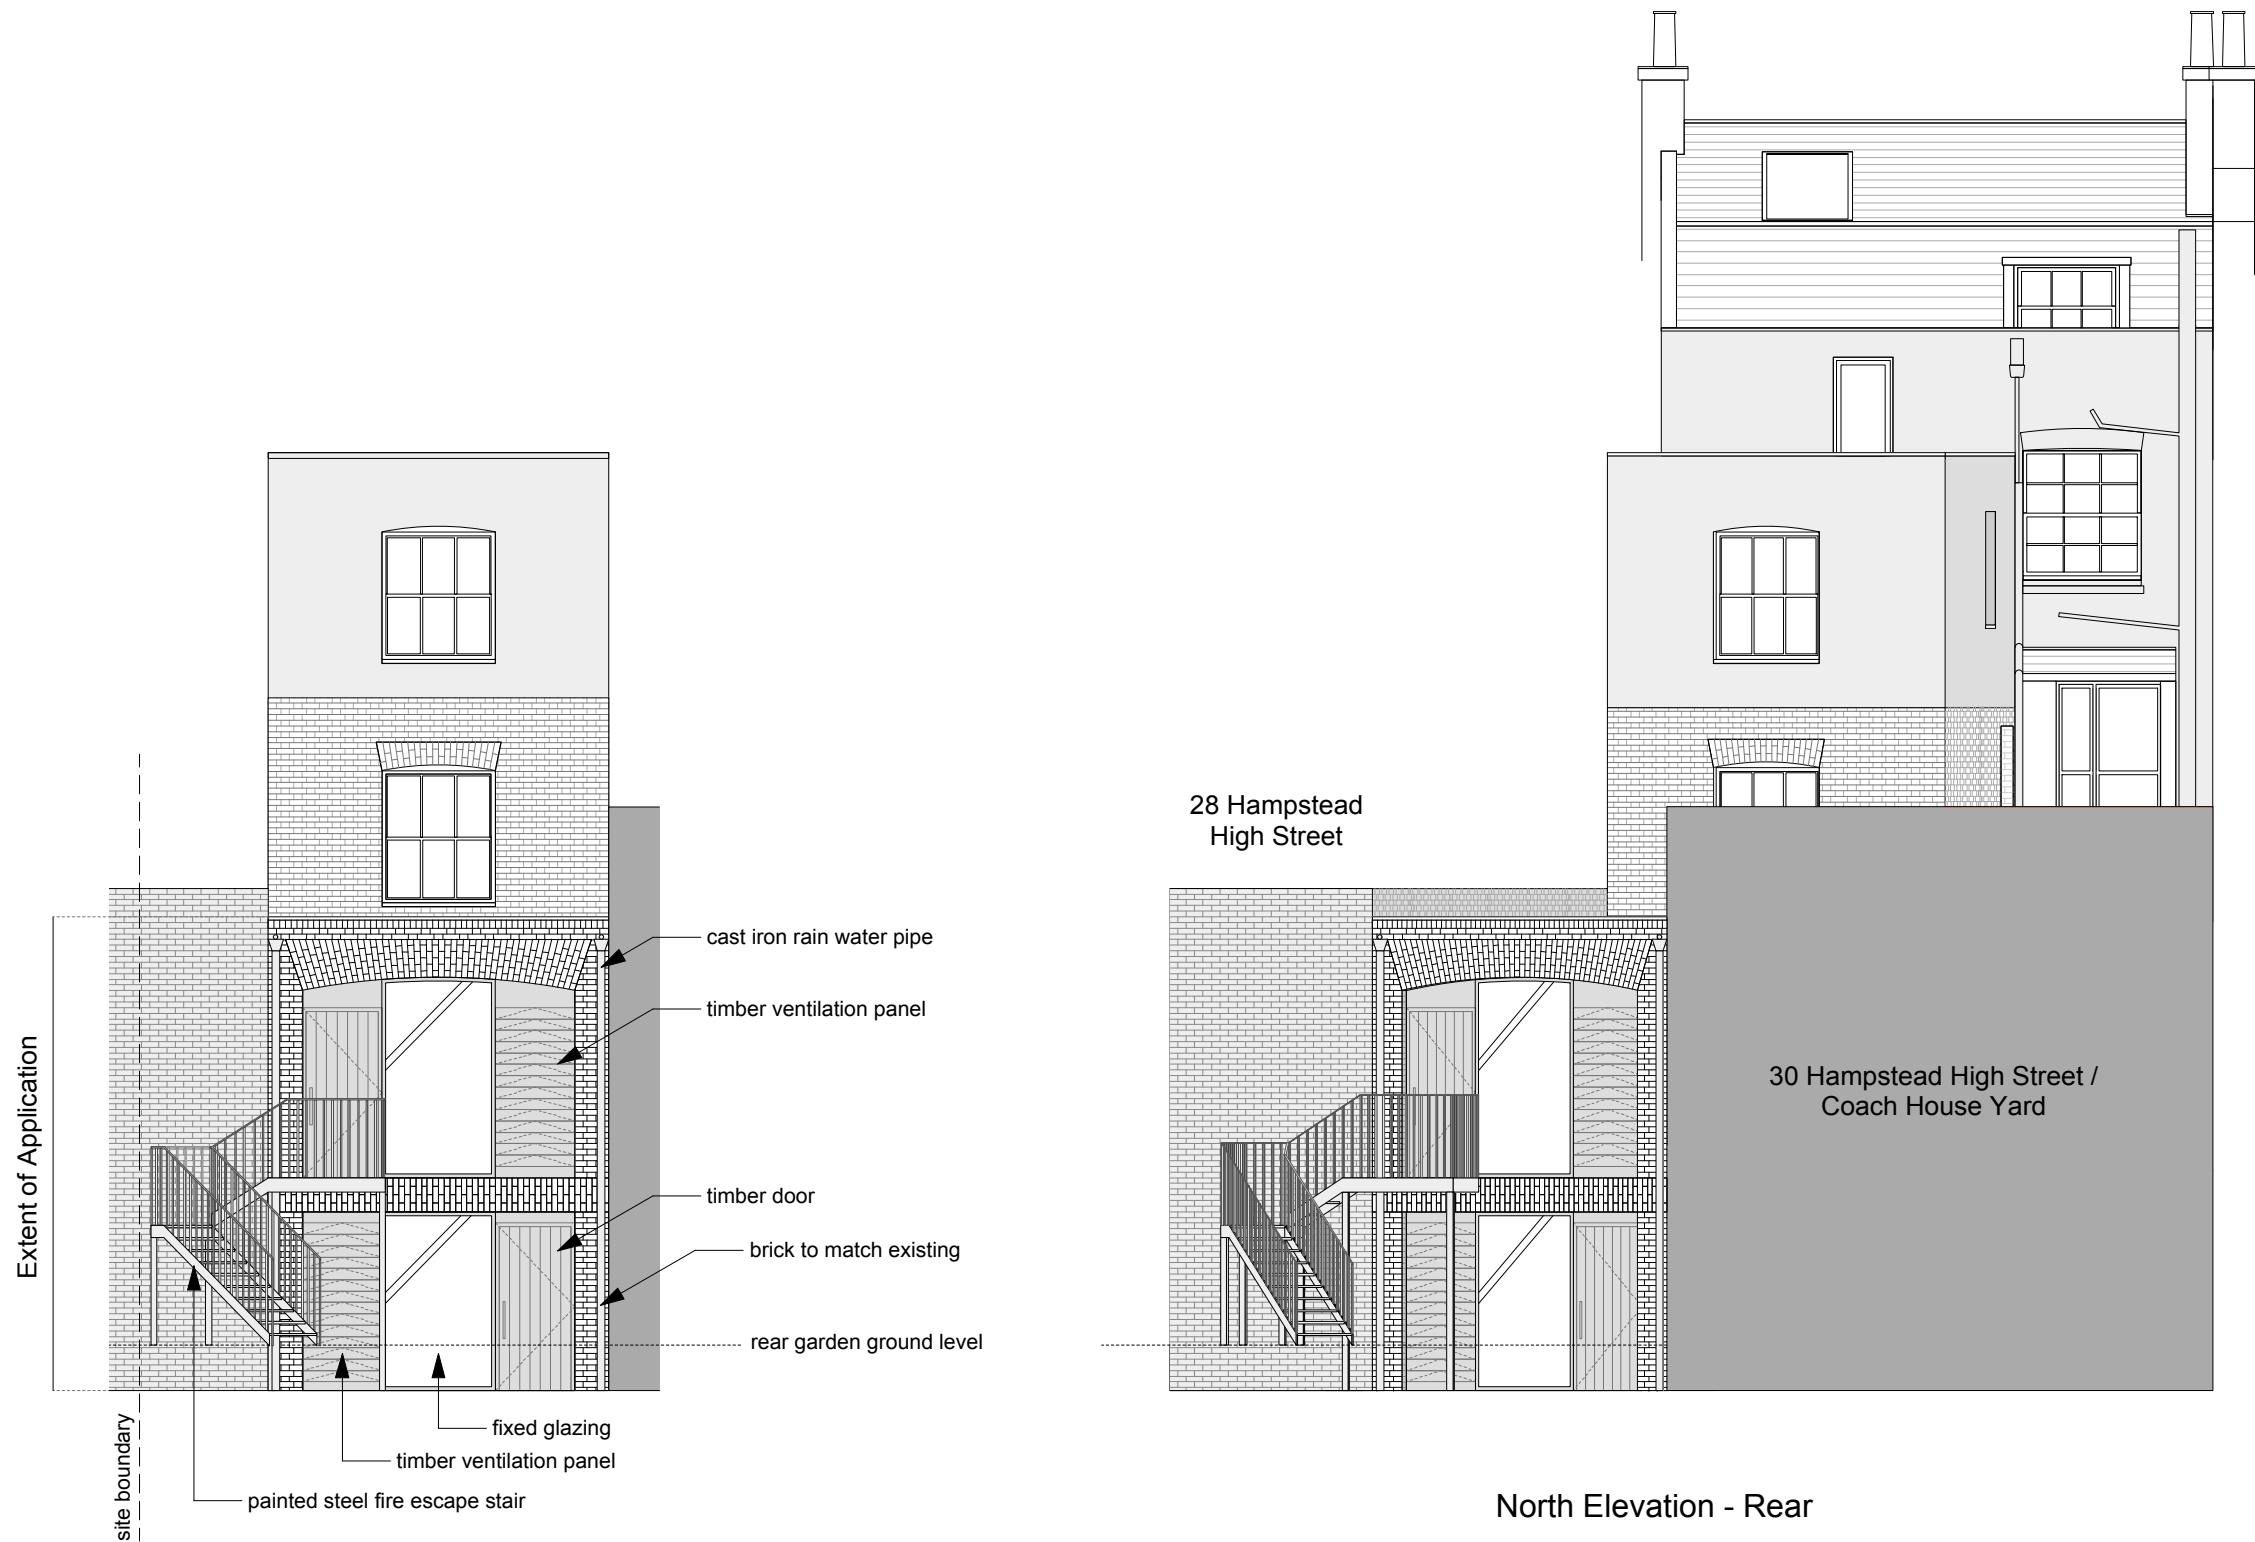 28 Hampstead
High Street
cast iron rain water pipe
timber ventilation panel
Extent of Application
30 Hampstead High Street /
Coach House Yard
timber door
brick to match existing
rear garden ground level
fixed glazing
timber ventilation panel
painted steel fire escape stair
site boundary
North Elevation - Rear